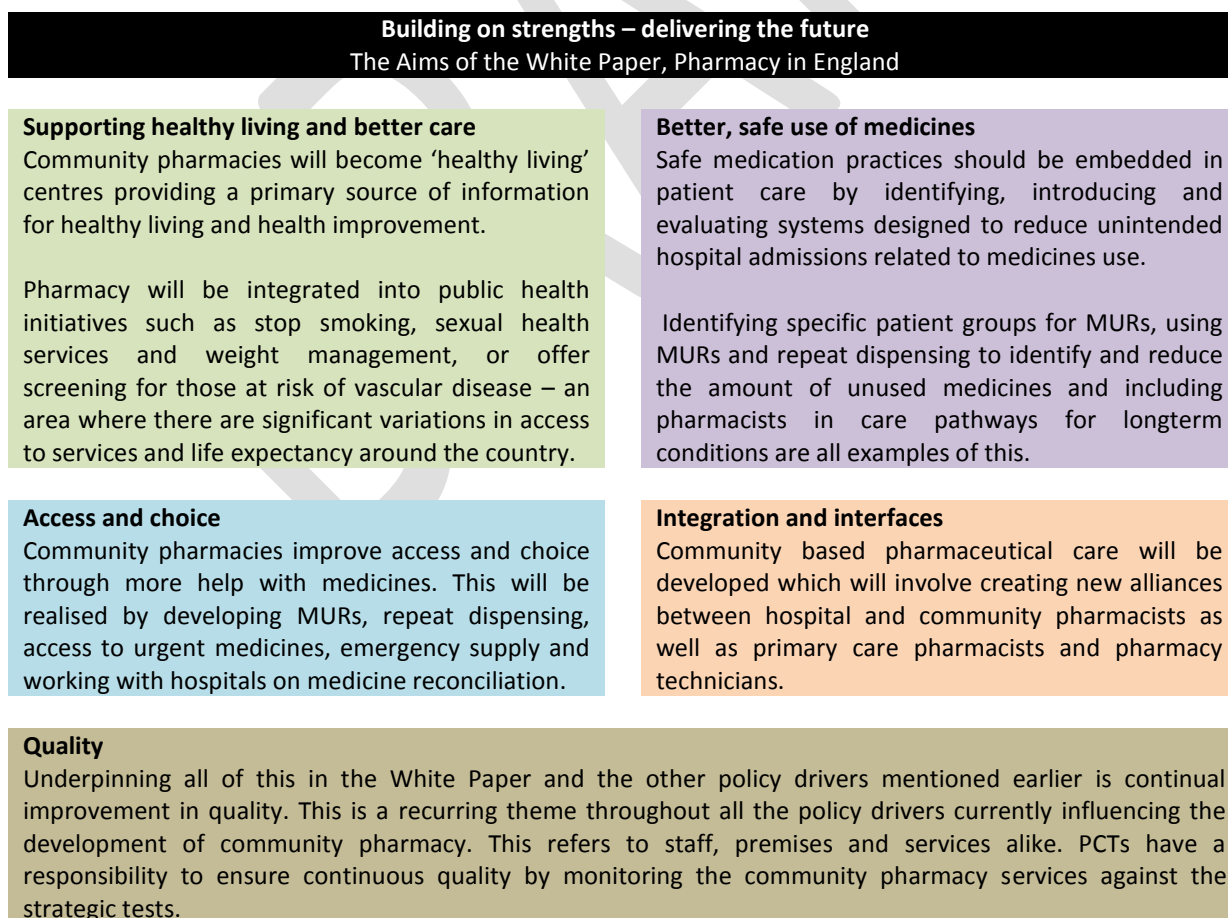 Building on strengths – delivering the future
The Aims of the White Paper, Pharmacy in England
Supporting healthy living and better care
Community pharmacies will become ‘healthy living’
centres providing a primary source of information
for healthy living and health improvement.
Pharmacy will be integrated into public health
initiatives such as stop smoking, sexual health
services and weight management, or offer
screening for those at risk of vascular disease – an
area where there are significant variations in access
to services and life expectancy around the country.
Better, safe use of medicines
Safe medication practices should be embedded in
patient care by identifying, introducing and
evaluating systems designed to reduce unintended
hospital admissions related to medicines use.
Identifying specific patient groups for MURs, using
MURs and repeat dispensing to identify and reduce
the amount of unused medicines and including
pharmacists in care pathways for longterm
conditions are all examples of this.
Access and choice
Community pharmacies improve access and choice
through more help with medicines. This will be
realised by developing MURs, repeat dispensing,
access to urgent medicines, emergency supply and
working with hospitals on medicine reconciliation.
Integration and interfaces
Community based pharmaceutical care will be
developed which will involve creating new alliances
between hospital and community pharmacists as
well as primary care pharmacists and pharmacy
technicians.
Quality
Underpinning all of this in the White Paper and the other policy drivers mentioned earlier is continual
improvement in quality. This is a recurring theme throughout all the policy drivers currently influencing the
development of community pharmacy. This refers to staff, premises and services alike. PCTs have a
responsibility to ensure continuous quality by monitoring the community pharmacy services against the
strategic tests.